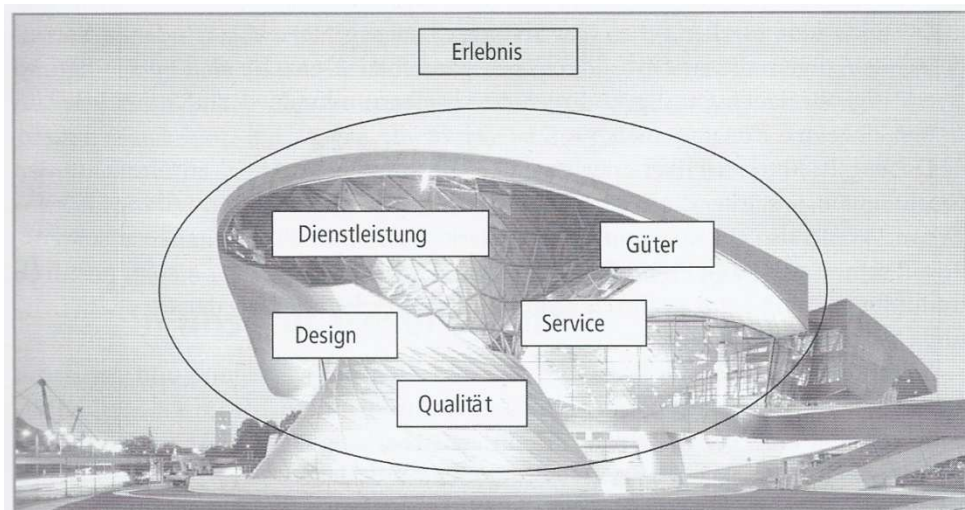 Erlebnis
Dienstleistung
Güter
Service
Design
Qualität